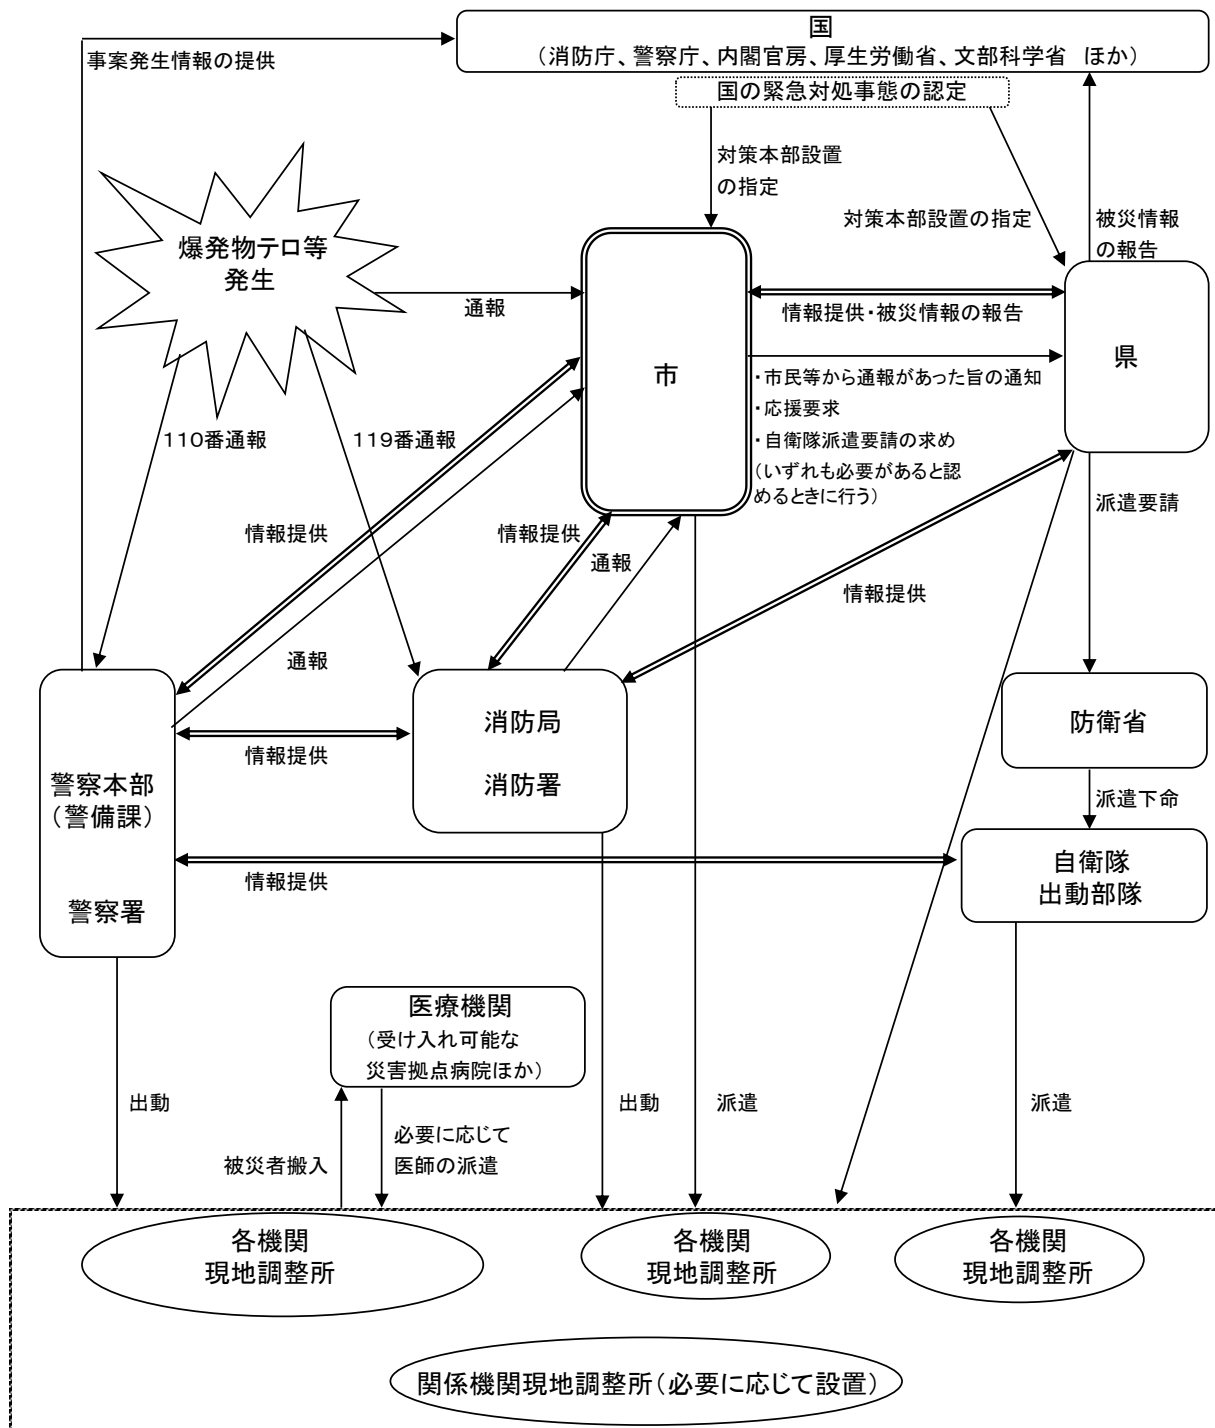 国
（消防庁、警察庁、内閣官房、厚生労働省、文部科学省　ほか）
事案発生情報の提供
国の緊急対処事態の認定
対策本部設置
の指定
対策本部設置の指定
被災情報
の報告
爆発物テロ等
発生
通報
情報提供・被災情報の報告
市
県
・市民等から通報があった旨の通知
・応援要求
・自衛隊派遣要請の求め
（いずれも必要があると認
めるときに行う）
110番通報
119番通報
派遣要請
情報提供
情報提供
通報
情報提供
通報
消防局
消防署
防衛省
情報提供
警察本部
（警備課）
警察署
派遣下命
自衛隊
出動部隊
情報提供
医療機関
（受け入れ可能な
災害拠点病院ほか）
出動
出動
派遣
派遣
被災者搬入
必要に応じて
医師の派遣
各機関
現地調整所
各機関
現地調整所
各機関
現地調整所
関係機関現地調整所（必要に応じて設置）